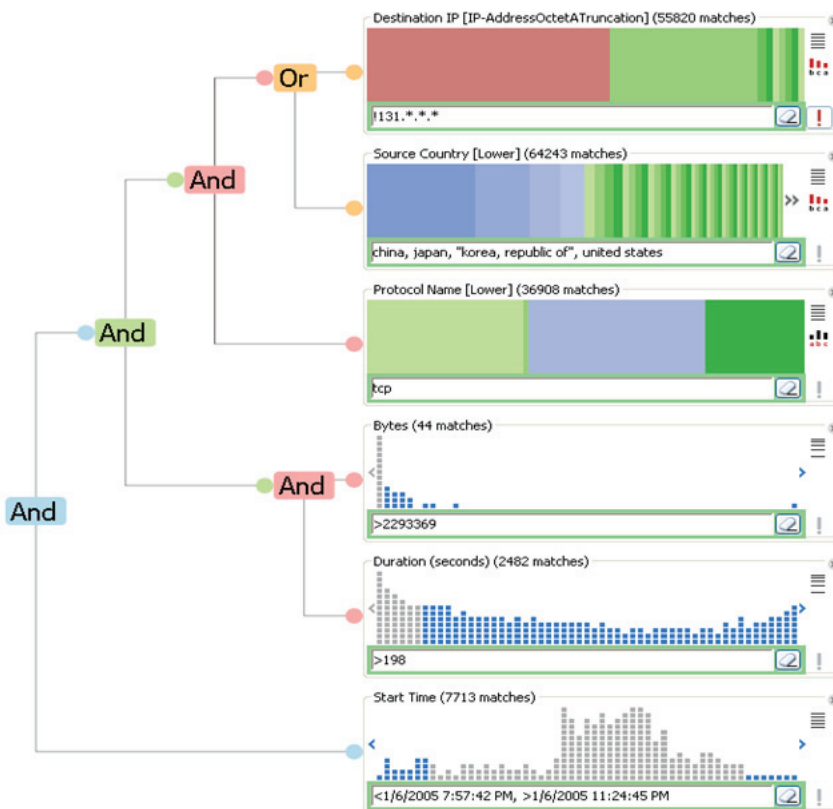 Destination IP [IP-AddressOctetATruncation] (55820 matches)
Or
!131.*.*.*
b c a
!
Source Country [Lower] (64243 matches)
And
b c a
china, japan, "korea, republic of", united states
!
Protocol Name [Lower] (36908 matches)
And
a b c
tcp
!
Bytes (44 matches)
And
And
>2293369
!
Duration (seconds) (2482 matches)
>198
!
Start Time (7713 matches)
<1/6/2005 7:57:42 PM, >1/6/2005 11:24:45 PM
!